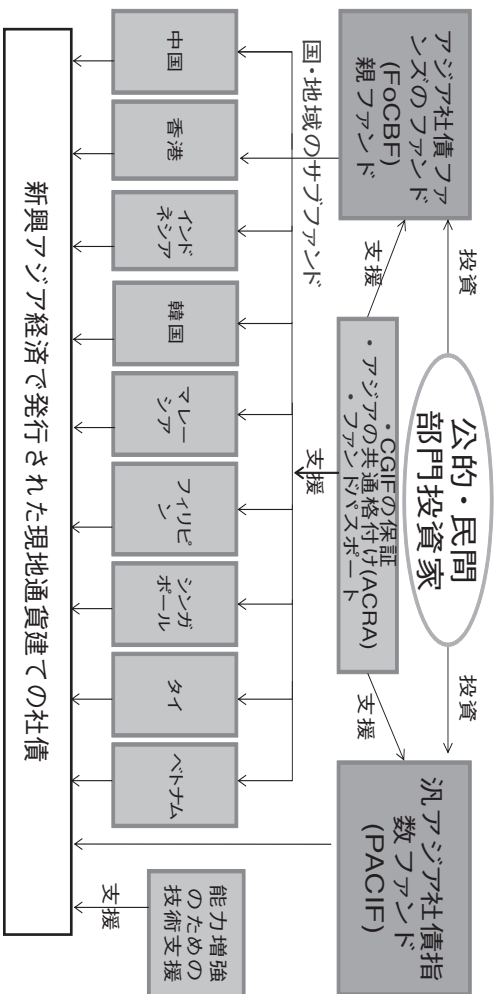 公的・民間
部門投資家
投資
投資
アジア社債ファ
ンズのファンド
(FoCBF)
親ファンド
支援
・CGIFの保証
・アジアの共通格付け(ACRA)
・ファンドパスポート
支援
汎アジア社債指
数ファンド
(PACIF)
国・地域のサブファンド
支援
中国
香港
インド
ネシア
韓国
マレー
シア
フィリピ
ン
シンガ
ポール
タイ
ベトナム
能力増強
のための
技術支援
支援
新興アジア経済で発行された現地通貨建ての社債